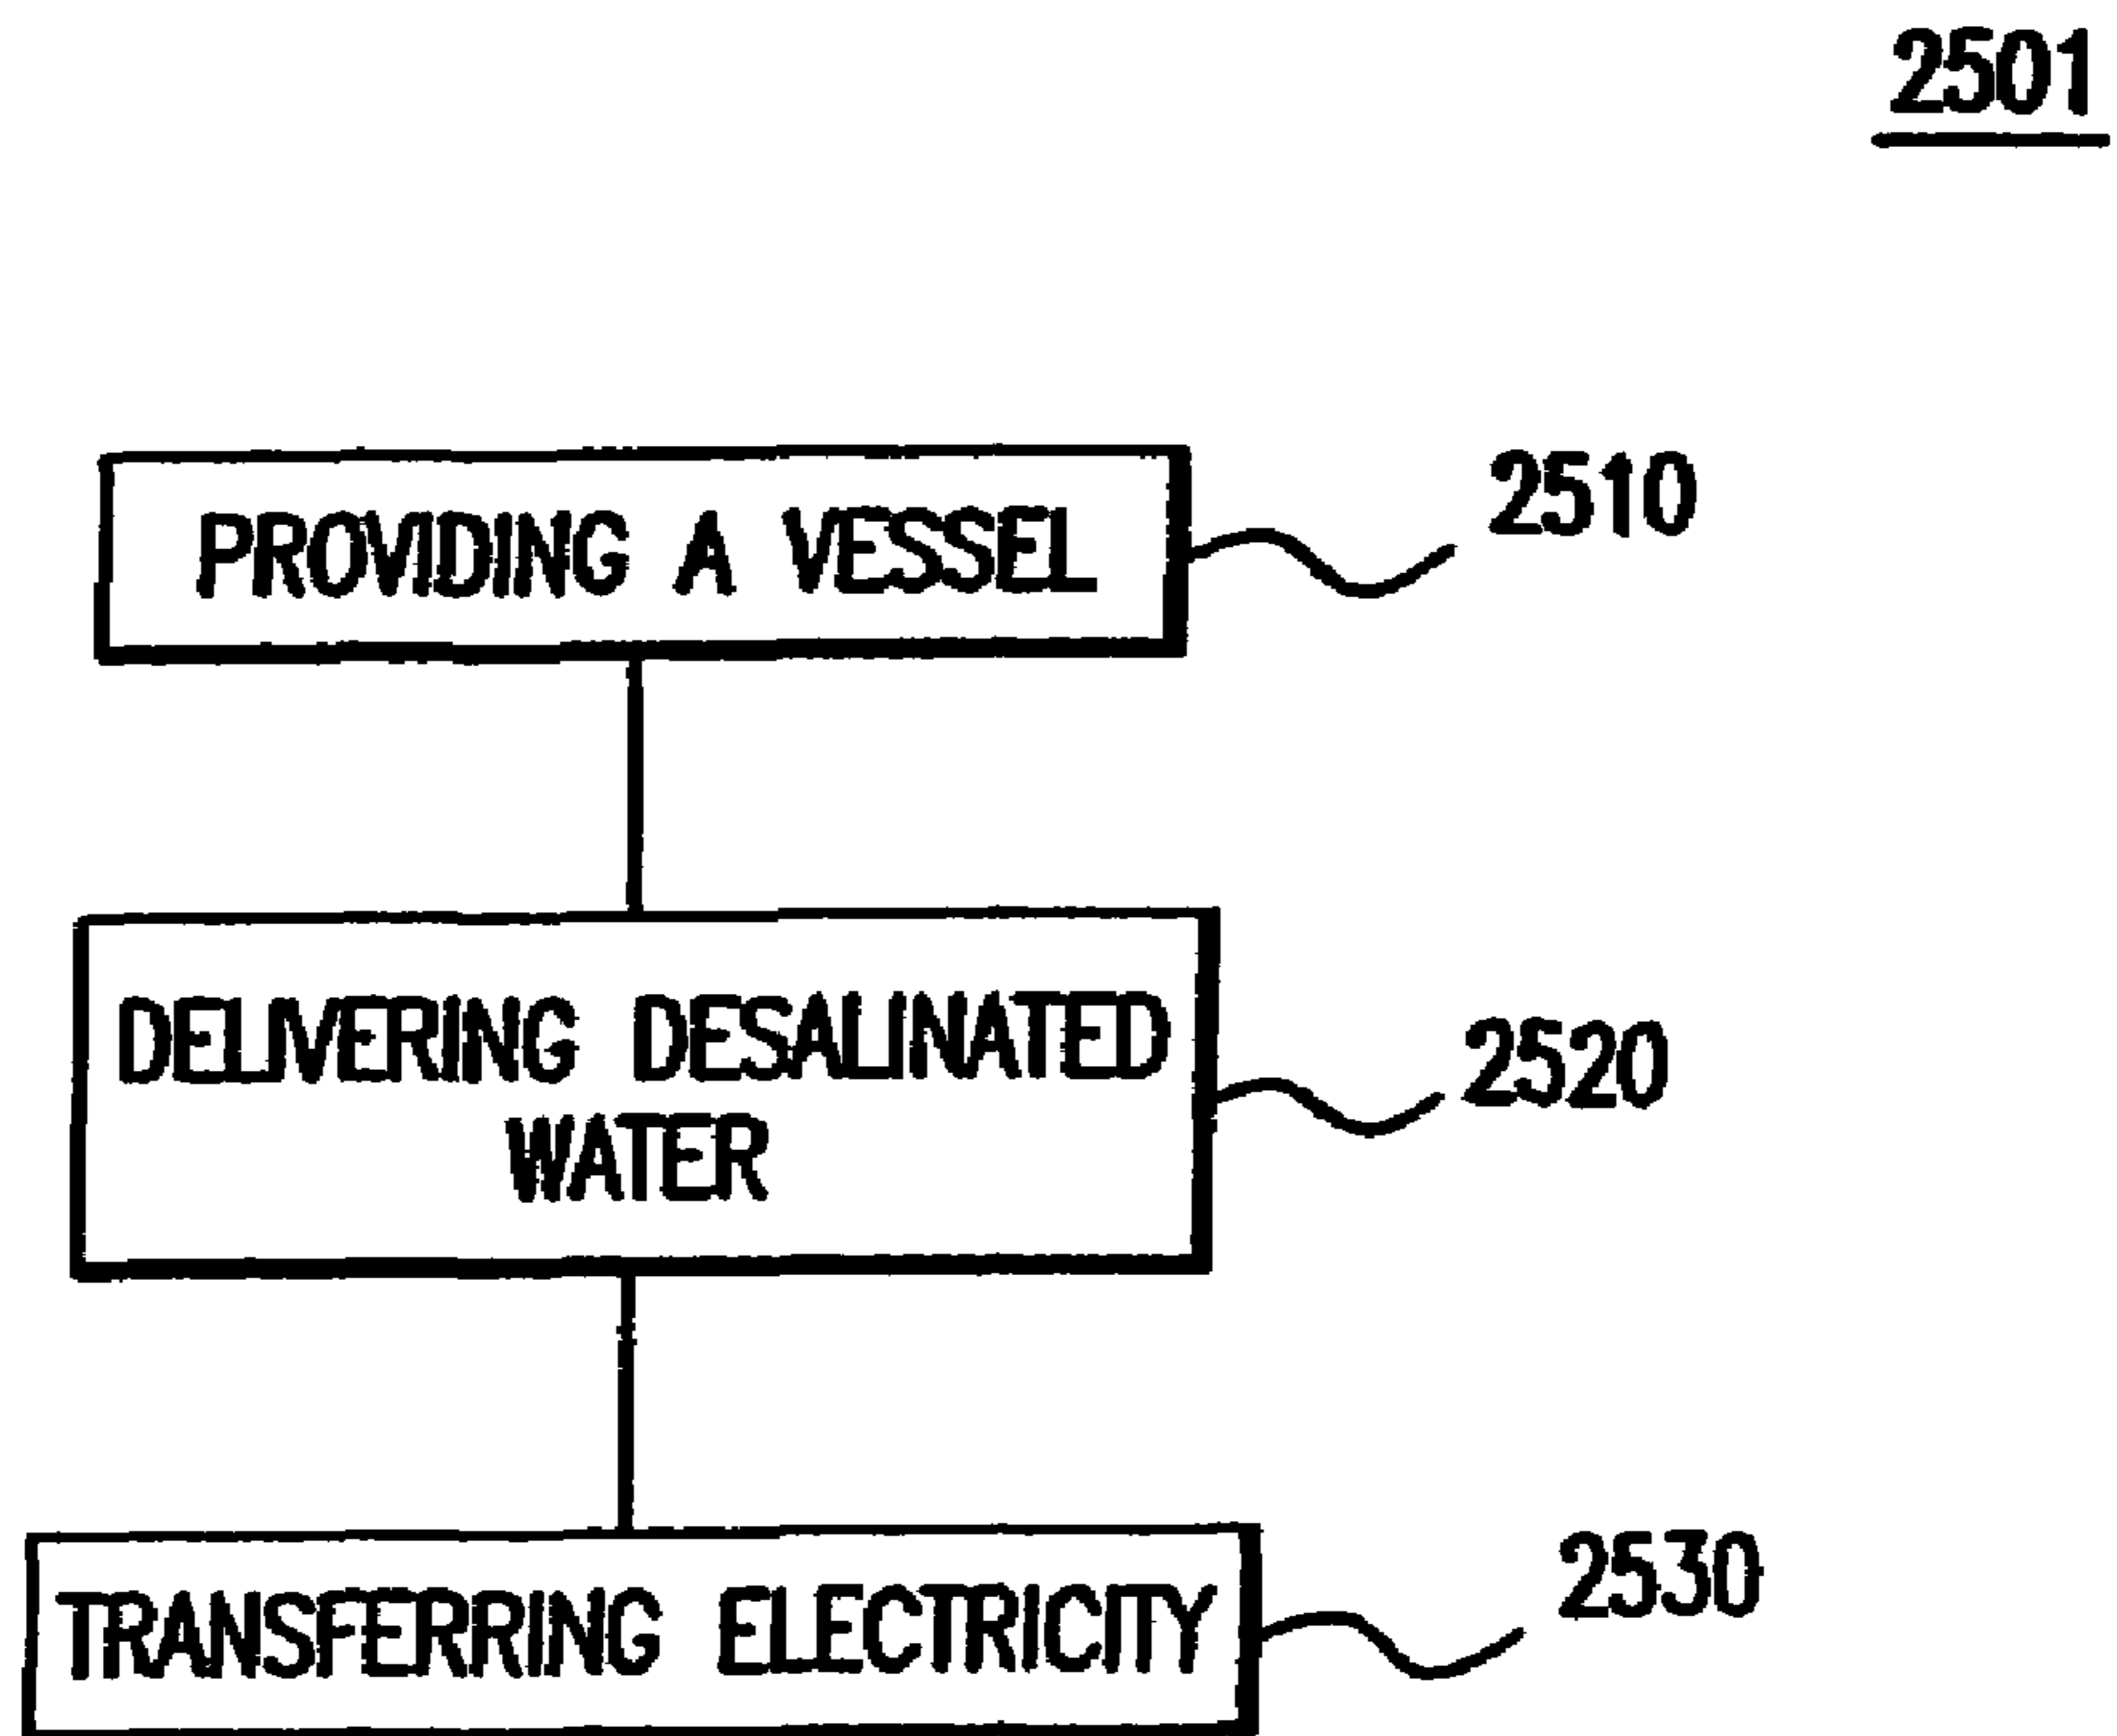 2501
PROVIDING A VESSEL
2510
DELIVERING DESALINATED
WATER
2520
TRANSFERRING ELECTRICITY
2530